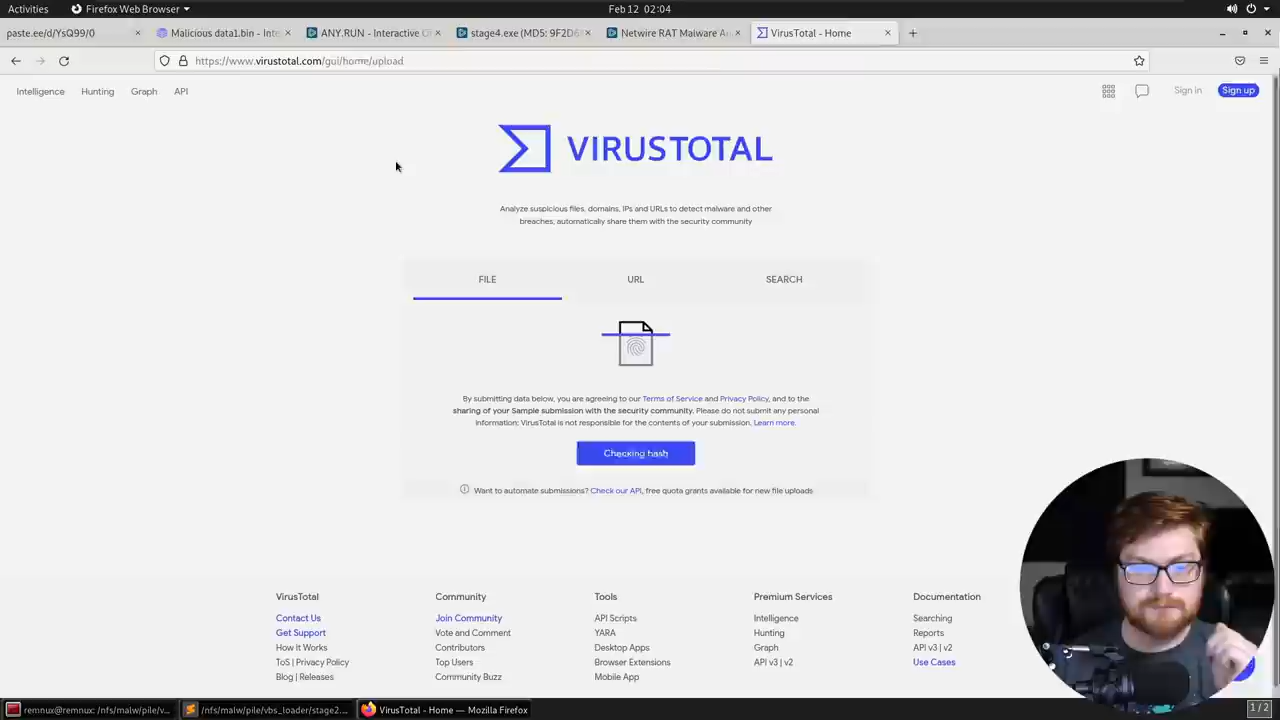 Activities
Firefox Web Browser
Feb 12 02:04
paste.ee/d/YsQ99/0
Malicious data1.bin - Inte
ANY.RUN - Interactive O
stage4.exe (MD5: 9F2D6
Netwire RAT Malware An
VirusTotal - Home
https://www.virustotal.com/gui/home/upload
Intelligence
Hunting
Graph
API
Sign in
Sign up
VIRUSTOTAL
Analyze suspicious files, domains, IPs and URLs to detect malware and other
breaches, automatically share them with the security community
FILE
URL
SEARCH
By submitting data below, you are agreeing to our Terms of Service and Privacy Policy, and to the
sharing of your Sample submission with the security community. Please do not submit any personal
information; VirusTotal is not responsible for the contents of your submission. Learn more.
Checking hash
Want to automate submissions? Check our API, free quota grants available for new file uploads
VirusTotal
Contact Us
Get Support
How It Works
ToS | Privacy Policy
Blog | Releases
Community
Join Community
Vote and Comment
Contributors
Top Users
Community Buzz
Tools
API Scripts
YARA
Desktop Apps
Browser Extensions
Mobile App
Premium Services
Intelligence
Hunting
Graph
API v3 | v2
Documentation
Searching
Reports
API v3 | v2
Use Cases
remnux@remnux: /nfs/malw/pile/v...
/nfs/malw/pile/vbs_loader/stage2....
VirusTotal - Home — Mozilla Firefox
1 / 2